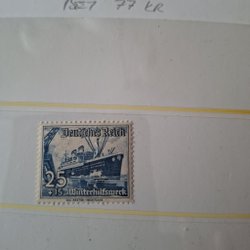 1937 77 KR
Deutsches Reich
25
+15 Winterhilfswerk